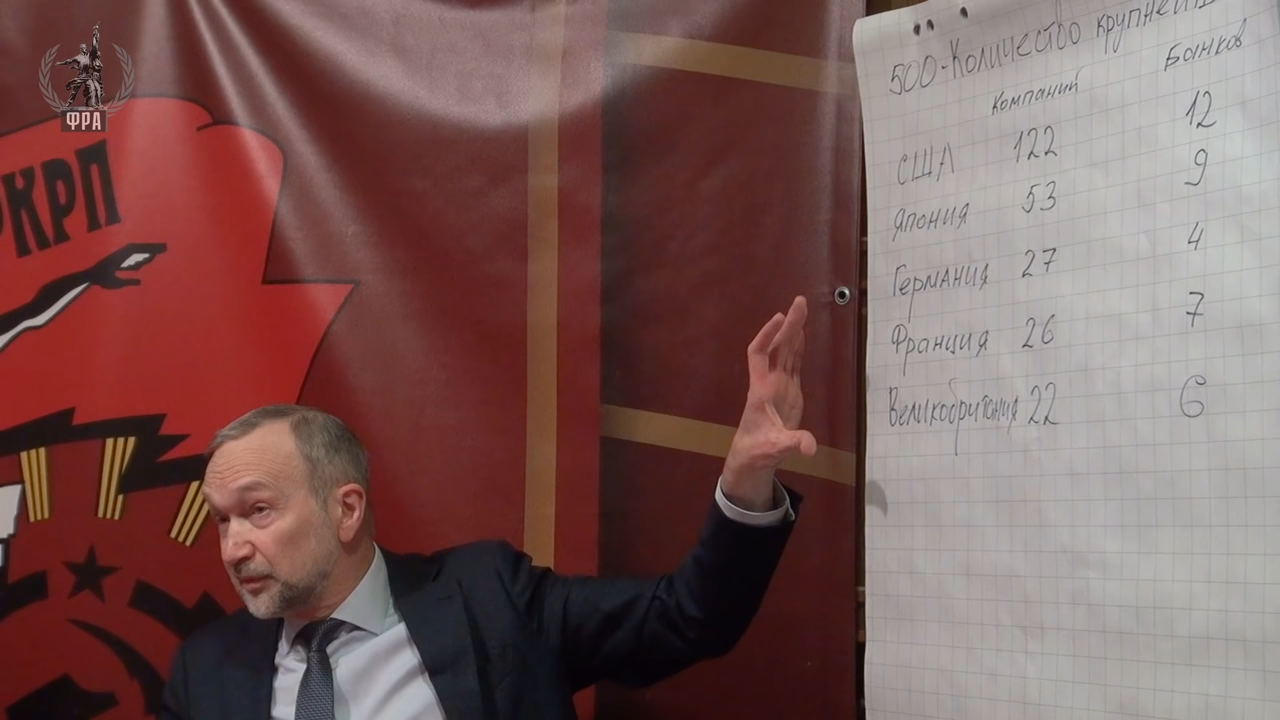 ФРА
РКРП
500-Количество крупнейш
компаний Банков
США 122 12
Япония 53 9
Германия 27 4
Франция 26 7
Великобритания 22 6